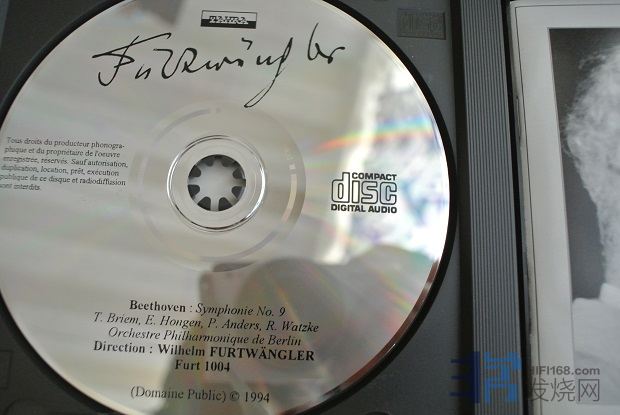 TAHRA
Furtwängler
Tous droits du producteur phonogra-
phique et du propriétaire de l'oeuvre
enregistrée, réservés. Sauf autorisation,
duplication, location, prêt, exécution
publique de ce disque et radiodiffusion
sont interdits.
COMPACT
disc
DIGITAL AUDIO
Beethoven : Symphonie No. 9
T. Briem, E. Hongen, P. Anders, R. Watzke
Orchestre Philharmonique de Berlin
Direction : Wilhelm FURTWÄNGLER
Furt 1004
(Domaine Public) © 1994
HIFI168.com
发烧网